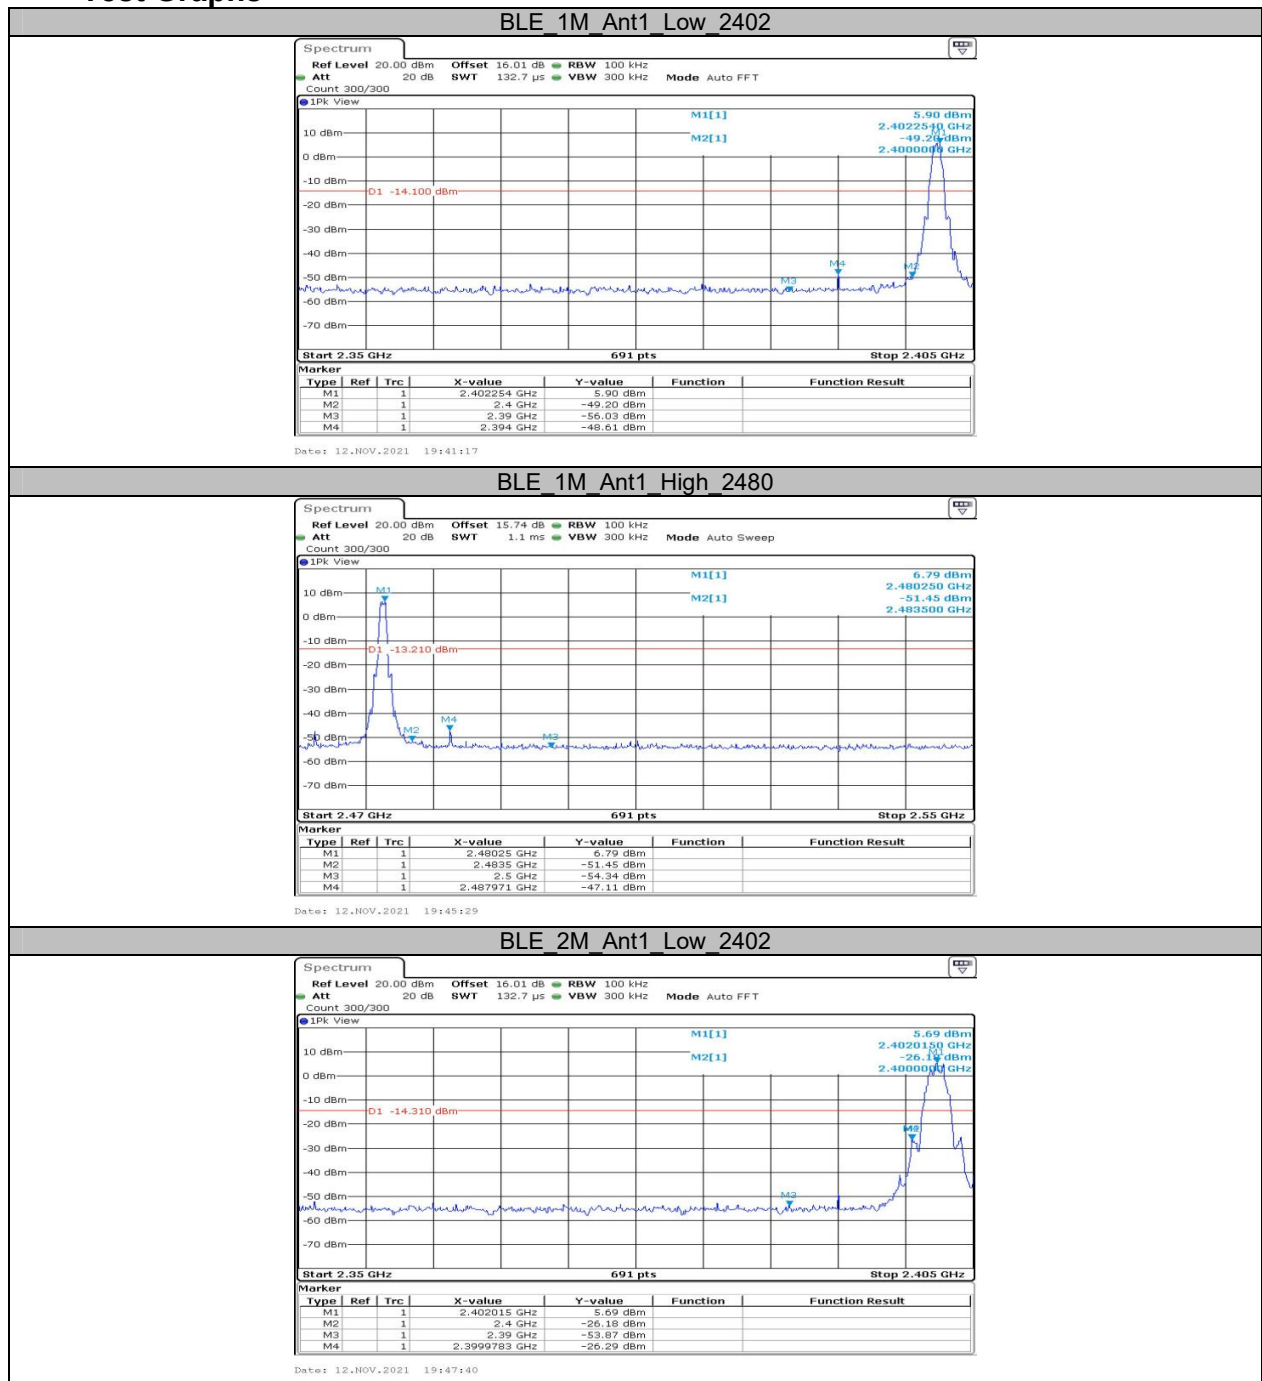 Test Graphs
BLE_1M_Ant1_Low_2402
Spectrum
Ref Level 20.00 dBm Offset 16.01 dB RBW 100 kHz
Att 20 dB SWT 132.7 µs VBW 300 kHz Mode Auto FFT
Count 300/300
1Pk View
M1[1] 5.90 dBm
2.4022540 GHz
10 dBm
M2[1] -49.20 dBm
2.4000000 GHz
M1
0 dBm
-10 dBm
D1 -14.100 dBm
-20 dBm
-30 dBm
-40 dBm
M4
M2
-50 dBm
M3
-60 dBm
-70 dBm
Start 2.35 GHz 691 pts Stop 2.405 GHz
Marker
Type Ref Trc X-value Y-value Function Function Result
M1 1 2.402254 GHz 5.90 dBm
M2 1 2.4 GHz -49.20 dBm
M3 1 2.39 GHz -56.03 dBm
M4 1 2.394 GHz -48.61 dBm
Date: 12.NOV.2021 19:41:17
BLE_1M_Ant1_High_2480
Spectrum
Ref Level 20.00 dBm Offset 15.74 dB RBW 100 kHz
Att 20 dB SWT 1.1 ms VBW 300 kHz Mode Auto Sweep
Count 300/300
1Pk View
M1[1] 6.79 dBm
2.480250 GHz
10 dBm
M1
M2[1] -51.45 dBm
2.483500 GHz
0 dBm
-10 dBm
D1 -13.210 dBm
-20 dBm
-30 dBm
-40 dBm
M4
M2
M3
-50 dBm
-60 dBm
-70 dBm
Start 2.47 GHz 691 pts Stop 2.55 GHz
Marker
Type Ref Trc X-value Y-value Function Function Result
M1 1 2.48025 GHz 6.79 dBm
M2 1 2.4835 GHz -51.45 dBm
M3 1 2.5 GHz -54.34 dBm
M4 1 2.487971 GHz -47.11 dBm
Date: 12.NOV.2021 19:45:29
BLE_2M_Ant1_Low_2402
Spectrum
Ref Level 20.00 dBm Offset 16.01 dB RBW 100 kHz
Att 20 dB SWT 132.7 µs VBW 300 kHz Mode Auto FFT
Count 300/300
1Pk View
M1[1] 5.69 dBm
2.4020150 GHz
10 dBm
M2[1] -26.18 dBm
2.4000000 GHz
M1
0 dBm
-10 dBm
D1 -14.310 dBm
-20 dBm
-30 dBm
-40 dBm
-50 dBm
M3
-60 dBm
-70 dBm
Start 2.35 GHz 691 pts Stop 2.405 GHz
Marker
Type Ref Trc X-value Y-value Function Function Result
M1 1 2.402015 GHz 5.69 dBm
M2 1 2.4 GHz -26.18 dBm
M3 1 2.39 GHz -53.87 dBm
M4 1 2.3999783 GHz -26.29 dBm
Date: 12.NOV.2021 19:47:40